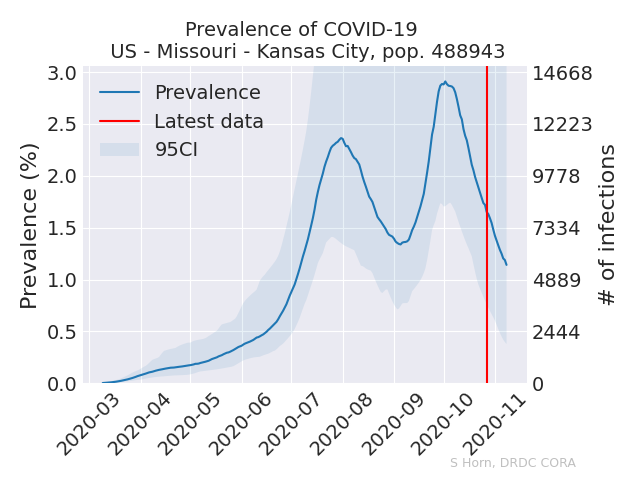 Prevalence of COVID-19
US - Missouri - Kansas City, pop. 488943
Prevalence
Latest data
95CI
Prevalence (%)
3.0
2.5
2.0
1.5
1.0
0.5
0.0
14668
12223
9778
7334
4889
2444
0
# of infections
2020-03
2020-04
2020-05
2020-06
2020-07
2020-08
2020-09
2020-10
2020-11
S Horn, DRDC CORA